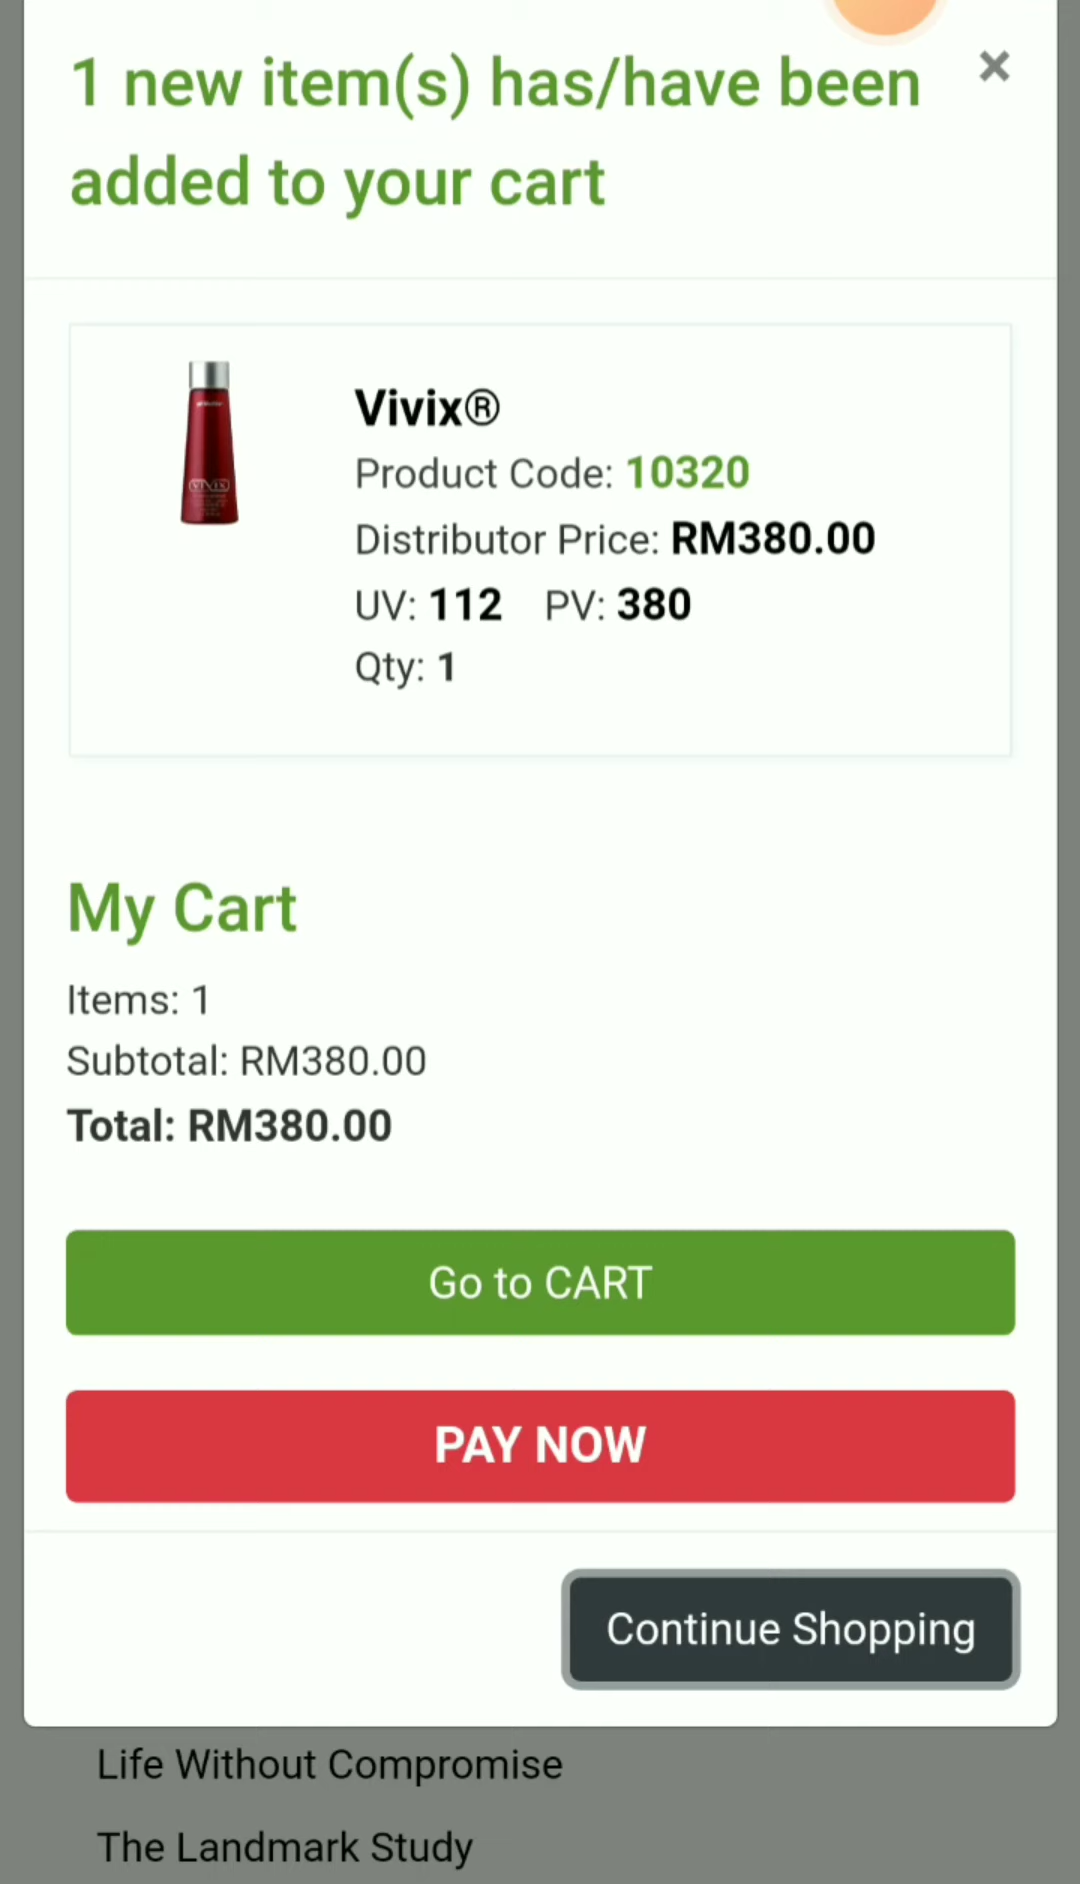 1 new item(s) has/have been
added to your cart
×
VIVIX
Vivix®
Product Code: 10320
Distributor Price: RM380.00
UV: 112 PV: 380
Qty: 1
My Cart
Items: 1
Subtotal: RM380.00
Total: RM380.00
Go to CART
PAY NOW
Continue Shopping
Life Without Compromise
The Landmark Study